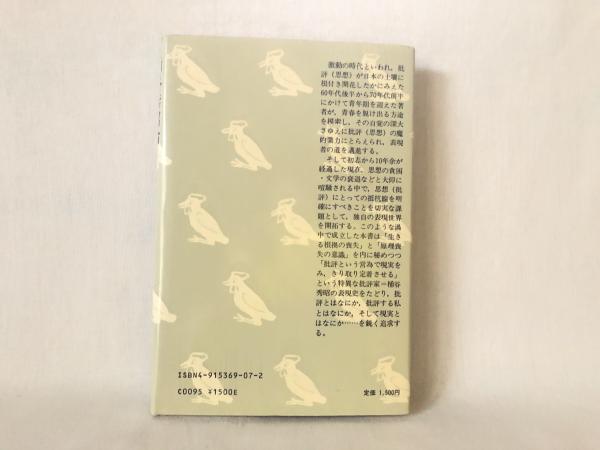 激動の時代といわれ，批
評（思想）が日本の土壌に
根付き開花したかにみえた
60年代後半から70年代前半
にかけて青年期を迎えた著
者が，青春を脱け出る方途
を模索し，その自覚の深大
さゆえに批評（思想）の魔
的業力にとらえられ，表現
者の道を邁進する。
そして初志から10年余が
経過した現在，思想の貧困
・文学の衰退などと大仰に
喧騒される中で，思想（批
評）にとっての抵抗線を明
確にすべきことを切実な課
題として，独自の表現世界
を開拓する。このような渦
中で成立した本書は「生き
る根拠の喪失」と「原理喪
失の意識」を内に秘めつつ
「批評という営為で現実を
み，きり取り定着させる」
という特異な批評家＝桶谷
秀昭の表現史をたどり，批
評とはなにか，批評する私
とはなにか，そして現実と
はなにか……を鋭く追求す
る。
ISBN4-915369-07-2
C0095 ¥1500E
定価 1,500円